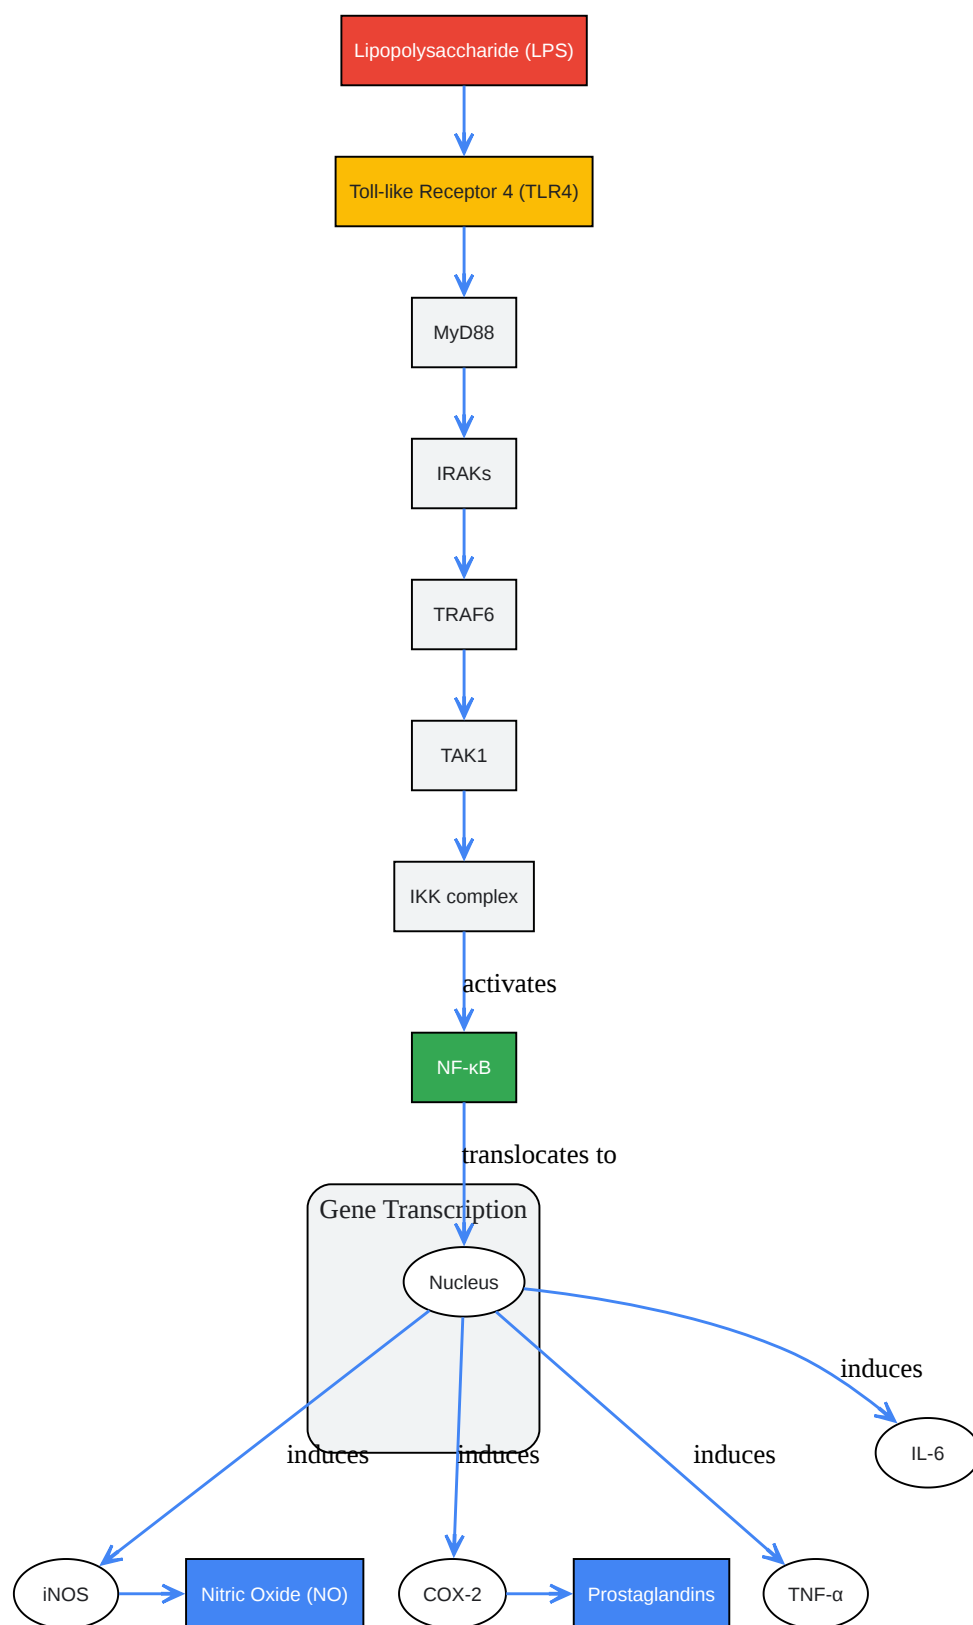 Lipopolysaccharide (LPS)
Toll-like Receptor 4 (TLR4)
MyD88
IRAKs
TRAF6
TAK1
IKK complex
activates
NF-κB
translocates to
Gene Transcription
Nucleus
induces
induces
induces
induces
IL-6
iNOS
Nitric Oxide (NO)
COX-2
Prostaglandins
TNF-α